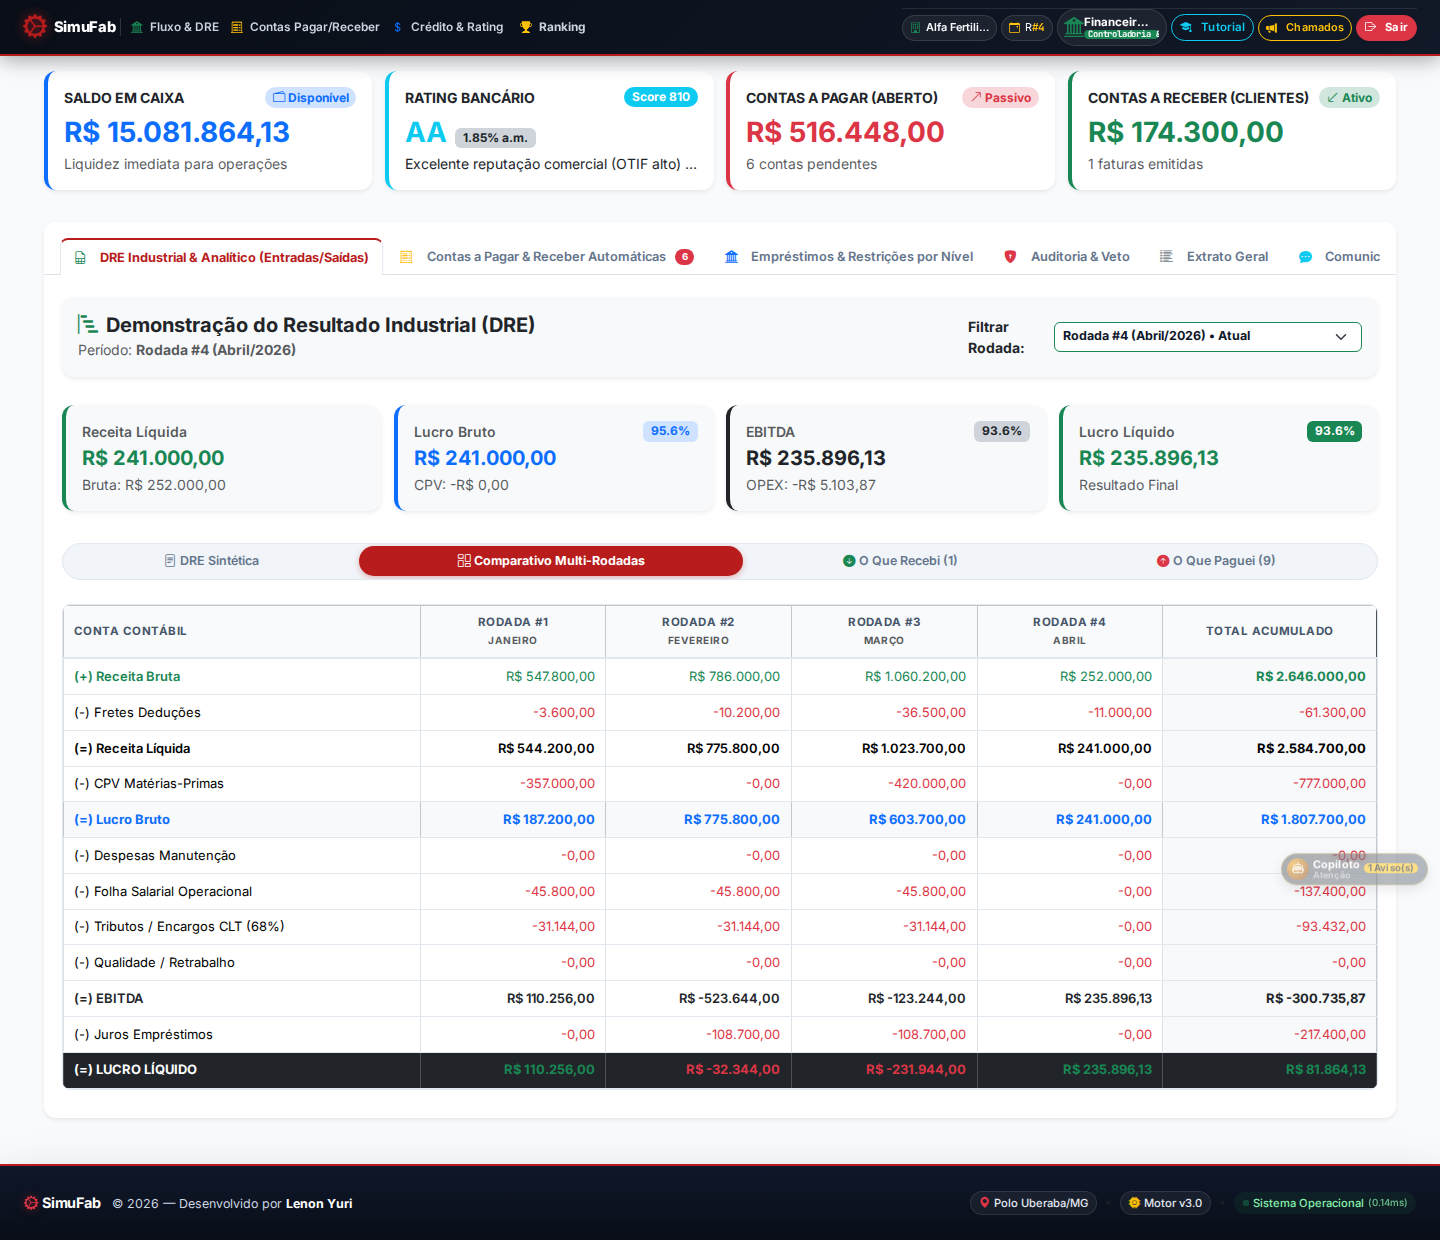 SimuFab
Fluxo & DRE
Contas Pagar/Receber
Crédito & Rating
Ranking
Alfa Fertili...
R#4
Financeir...
Controladoria
Tutorial
Chamados
Sair
SALDO EM CAIXA
Disponível
R$ 15.081.864,13
Liquidez imediata para operações
RATING BANCÁRIO
Score 810
AA 1.85% a.m.
Excelente reputação comercial (OTIF alto) ...
CONTAS A PAGAR (ABERTO)
Passivo
R$ 516.448,00
6 contas pendentes
CONTAS A RECEBER (CLIENTES)
Ativo
R$ 174.300,00
1 faturas emitidas
DRE Industrial & Analítico (Entradas/Saídas)
Contas a Pagar & Receber Automáticas 6
Empréstimos & Restrições por Nível
Auditoria & Veto
Extrato Geral
Comunic
Demonstração do Resultado Industrial (DRE)
Período: Rodada #4 (Abril/2026)
Filtrar
Rodada:
Rodada #4 (Abril/2026) • Atual
Receita Líquida
R$ 241.000,00
Bruta: R$ 252.000,00
Lucro Bruto 95.6%
R$ 241.000,00
CPV: -R$ 0,00
EBITDA 93.6%
R$ 235.896,13
OPEX: -R$ 5.103,87
Lucro Líquido 93.6%
R$ 235.896,13
Resultado Final
DRE Sintética
Comparativo Multi-Rodadas
O Que Recebi (1)
O Que Paguei (9)
CONTA CONTÁBIL RODADA #1 JANEIRO RODADA #2 FEVEREIRO RODADA #3 MARÇO RODADA #4 ABRIL TOTAL ACUMULADO
(+) Receita Bruta R$ 547.800,00 R$ 786.000,00 R$ 1.060.200,00 R$ 252.000,00 R$ 2.646.000,00
(-) Fretes Deduções -3.600,00 -10.200,00 -36.500,00 -11.000,00 -61.300,00
(=) Receita Líquida R$ 544.200,00 R$ 775.800,00 R$ 1.023.700,00 R$ 241.000,00 R$ 2.584.700,00
(-) CPV Matérias-Primas -357.000,00 -0,00 -420.000,00 -0,00 -777.000,00
(=) Lucro Bruto R$ 187.200,00 R$ 775.800,00 R$ 603.700,00 R$ 241.000,00 R$ 1.807.700,00
(-) Despesas Manutenção -0,00 -0,00 -0,00 -0,00 -0,00
Copiloto
Atenção
1 Aviso(s)
(-) Folha Salarial Operacional -45.800,00 -45.800,00 -45.800,00 -0,00 -137.400,00
(-) Tributos / Encargos CLT (68%) -31.144,00 -31.144,00 -31.144,00 -0,00 -93.432,00
(-) Qualidade / Retrabalho -0,00 -0,00 -0,00 -0,00 -0,00
(=) EBITDA R$ 110.256,00 R$ -523.644,00 R$ -123.244,00 R$ 235.896,13 R$ -300.735,87
(-) Juros Empréstimos -0,00 -108.700,00 -108.700,00 -0,00 -217.400,00
(=) LUCRO LÍQUIDO R$ 110.256,00 R$ -32.344,00 R$ -231.944,00 R$ 235.896,13 R$ 81.864,13
SimuFab © 2026 — Desenvolvido por Lenon Yuri
Polo Uberaba/MG
Motor v3.0
Sistema Operacional (0.14ms)